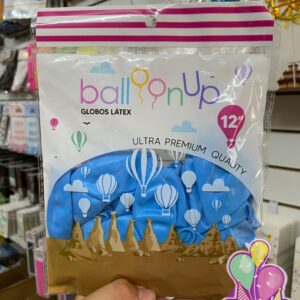 balloonUp
GLOBOS LÁTEX
12"
ULTRA PREMIUM QUALITY